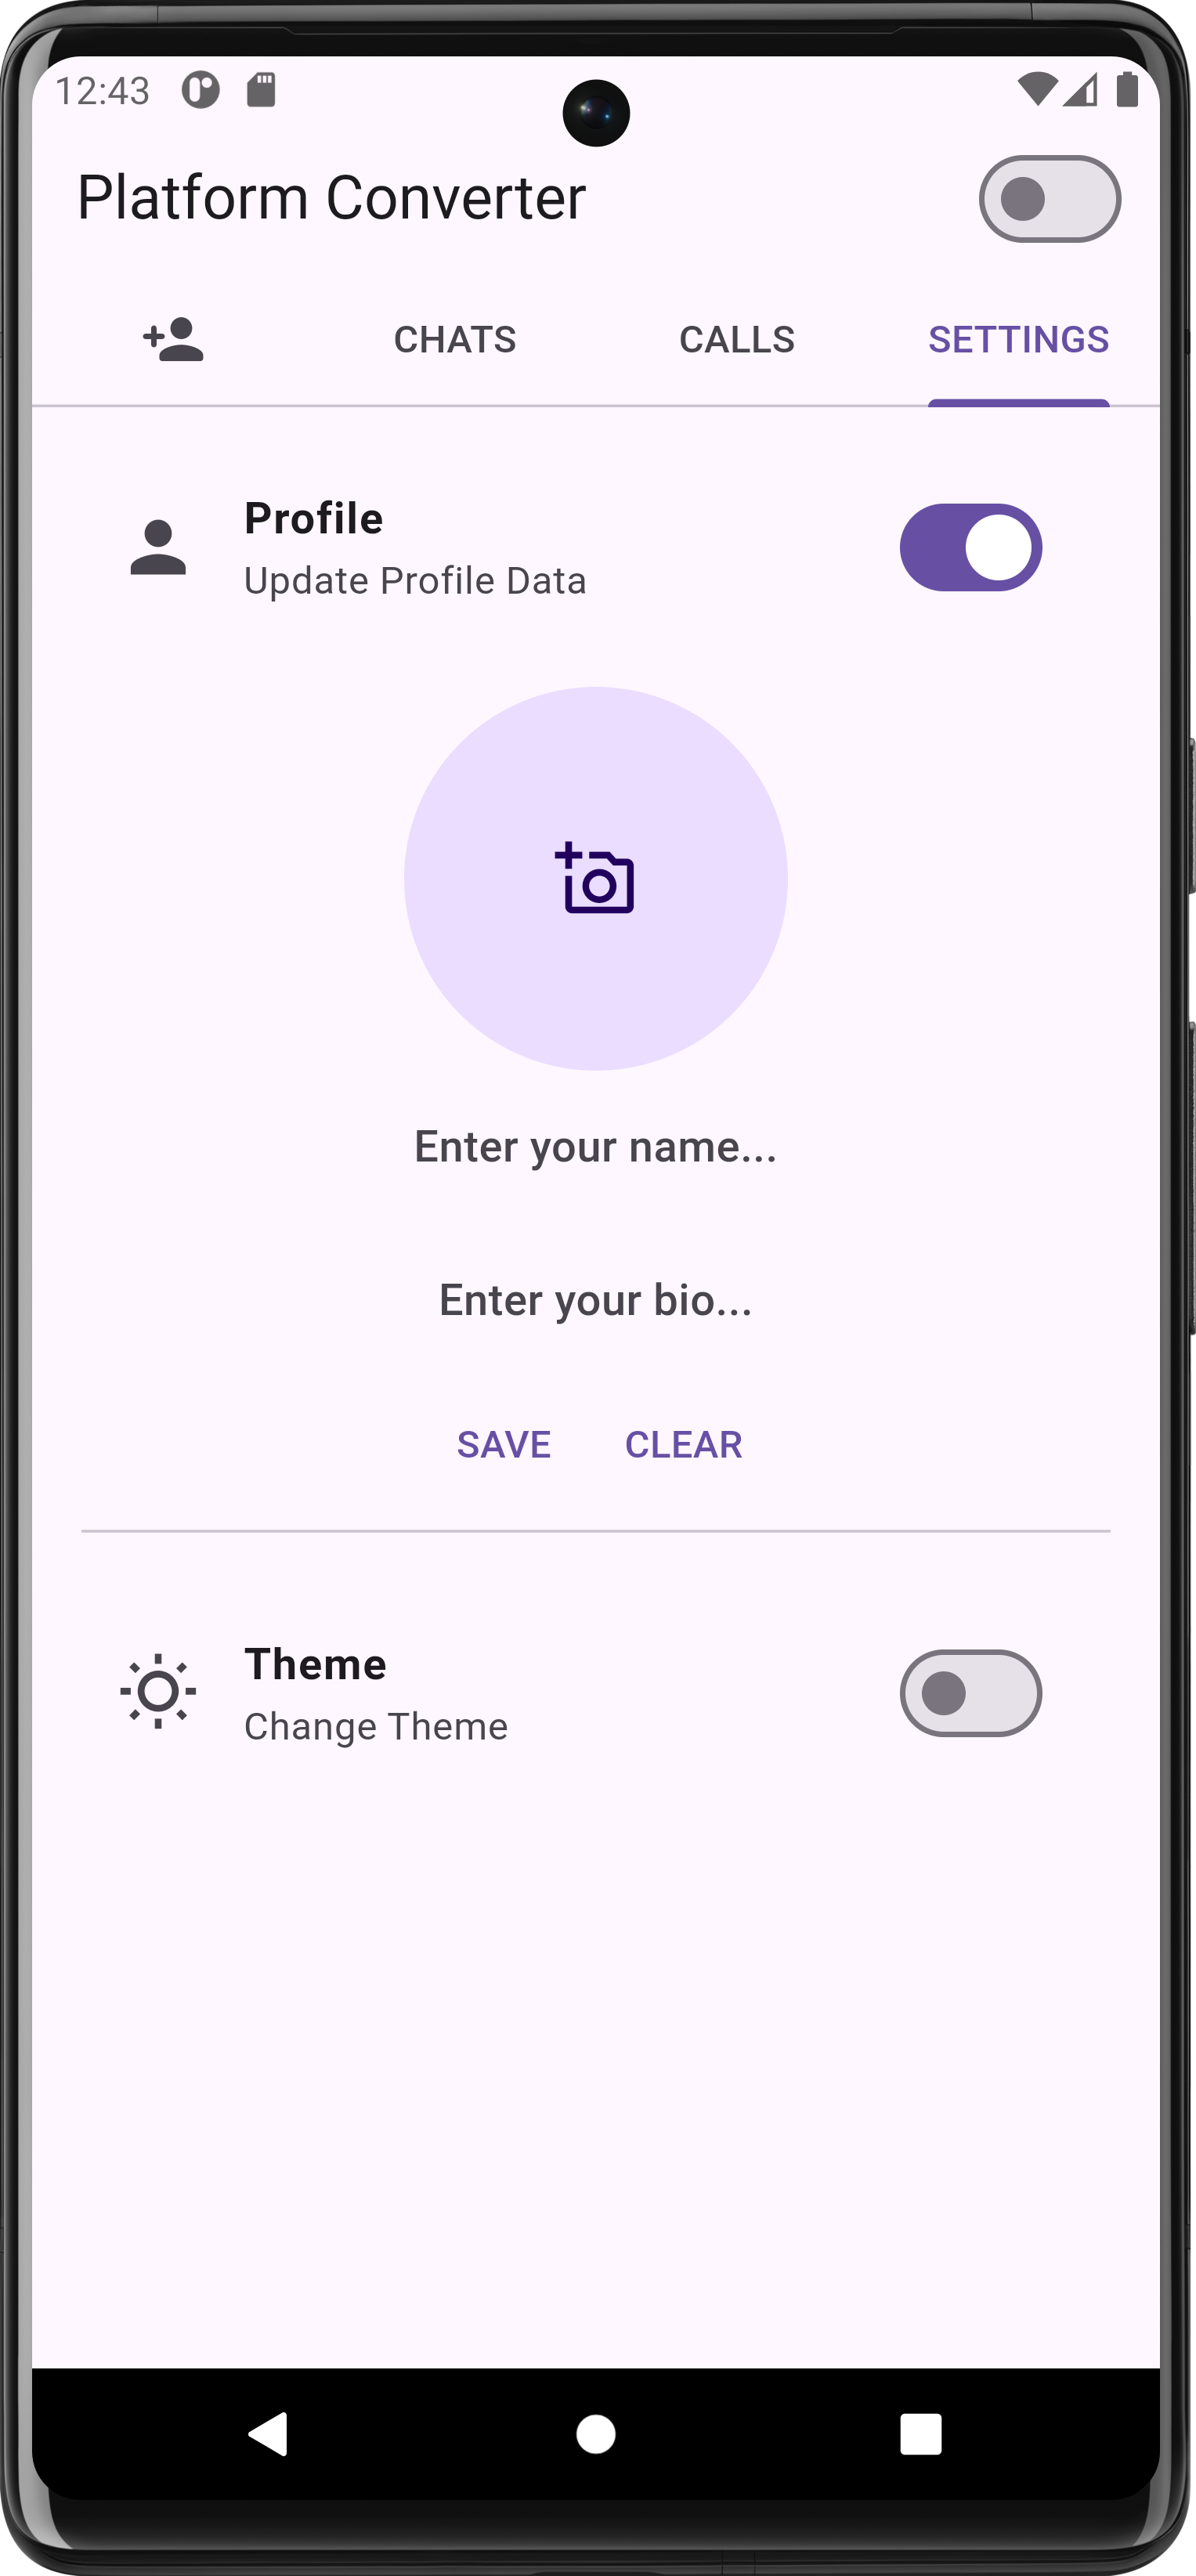 12:43
Platform Converter
CHATS CALLS SETTINGS
Profile
Update Profile Data
Enter your name...
Enter your bio...
SAVE CLEAR
Theme
Change Theme